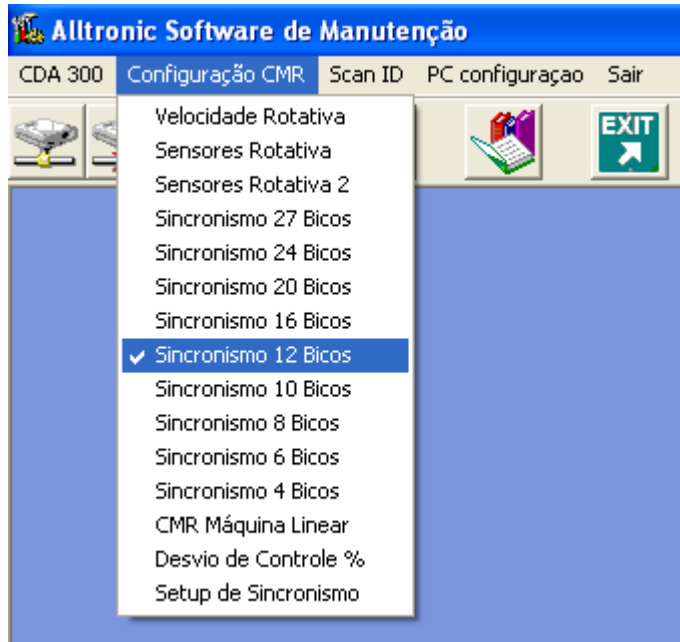 Alltronic Software de Manutenção
CDA 300 Configuração CMR Scan ID PC configuraçao Sair
EXIT
Velocidade Rotativa
Sensores Rotativa
Sensores Rotativa 2
Sincronismo 27 Bicos
Sincronismo 24 Bicos
Sincronismo 20 Bicos
Sincronismo 16 Bicos
Sincronismo 12 Bicos
Sincronismo 10 Bicos
Sincronismo 8 Bicos
Sincronismo 6 Bicos
Sincronismo 4 Bicos
CMR Máquina Linear
Desvio de Controle %
Setup de Sincronismo